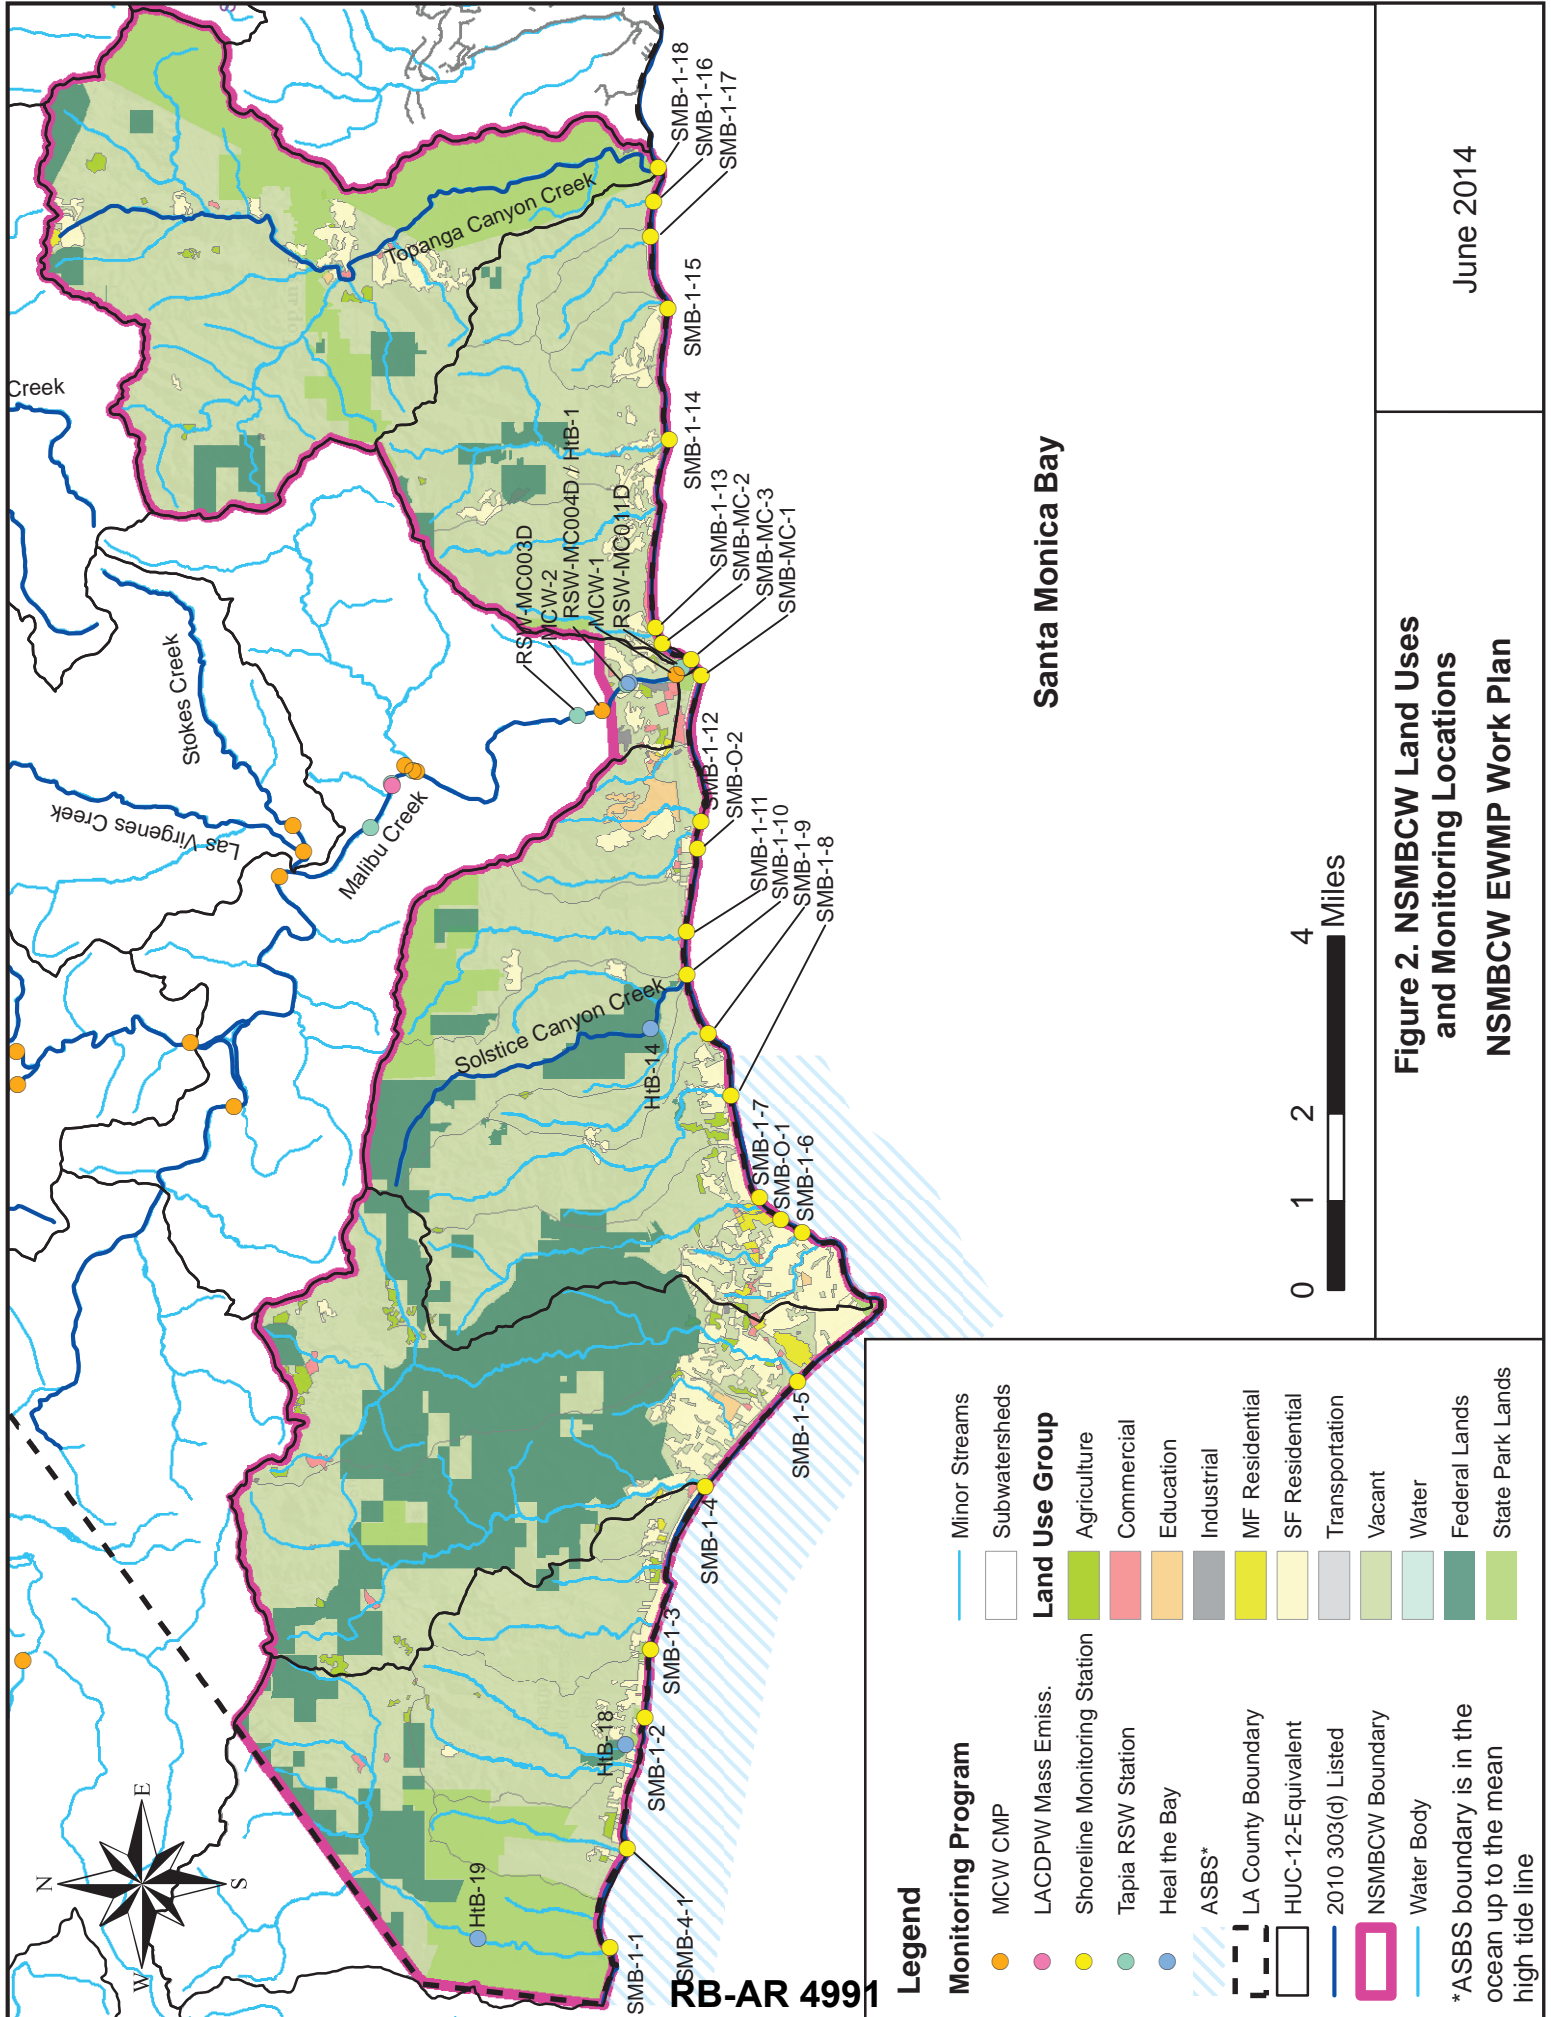 Creek
Stokes Creek
Las Virgenes Creek
Malibu Creek
Topanga Canyon Creek
Solstice Canyon Creek
SMB-1-18
SMB-1-16
SMB-1-17
SMB-1-15
SMB-1-14
RSW-MC003D
MCW-2
RSW-MC004D / HtB-1
MCW-1
RSW-MC011D
SMB-1-13
SMB-MC-2
SMB-MC-3
SMB-MC-1
SMB-1-12
SMB-O-2
SMB-1-11
SMB-1-10
SMB-1-9
SMB-1-8
HtB-14
SMB-1-7
SMB-O-1
SMB-1-6
SMB-1-5
SMB-1-4
SMB-1-3
HtB-18
SMB-1-2
HtB-19
SMB-4-1
SMB-1-1
N
E
S
W
Santa Monica Bay
0 1 2 4 Miles
Legend
Monitoring Program
MCW CMP
LACDPW Mass Emiss.
Shoreline Monitoring Station
Tapia RSW Station
Heal the Bay
ASBS*
LA County Boundary
HUC-12-Equivalent
2010 303(d) Listed
NSMBCW Boundary
Water Body
*ASBS boundary is in the
ocean up to the mean
high tide line
Minor Streams
Subwatersheds
Land Use Group
Agriculture
Commercial
Education
Industrial
MF Residential
SF Residential
Transportation
Vacant
Water
Federal Lands
State Park Lands
Figure 2. NSMBCW Land Uses
and Monitoring Locations
NSMBCW EWMP Work Plan
June 2014
RB-AR 4991